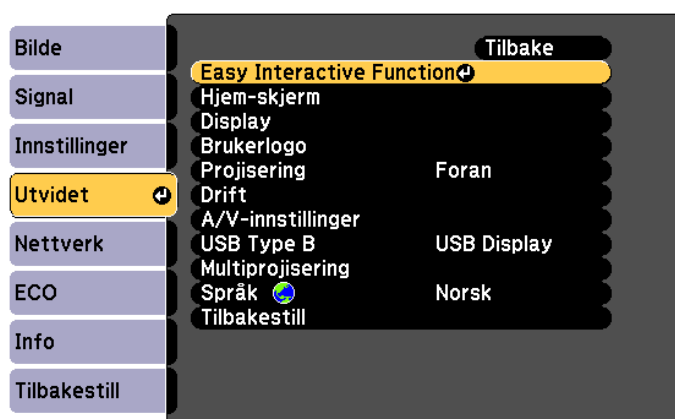 Bilde
Signal
Innstillinger
Utvidet
Nettverk
ECO
Info
Tilbakestill
Tilbake
Easy Interactive Function
Hjem-skjerm
Display
Brukerlogo
Projisering Foran
Drift
A/V-innstillinger
USB Type B USB Display
Multiprojisering
Språk Norsk
Tilbakestill